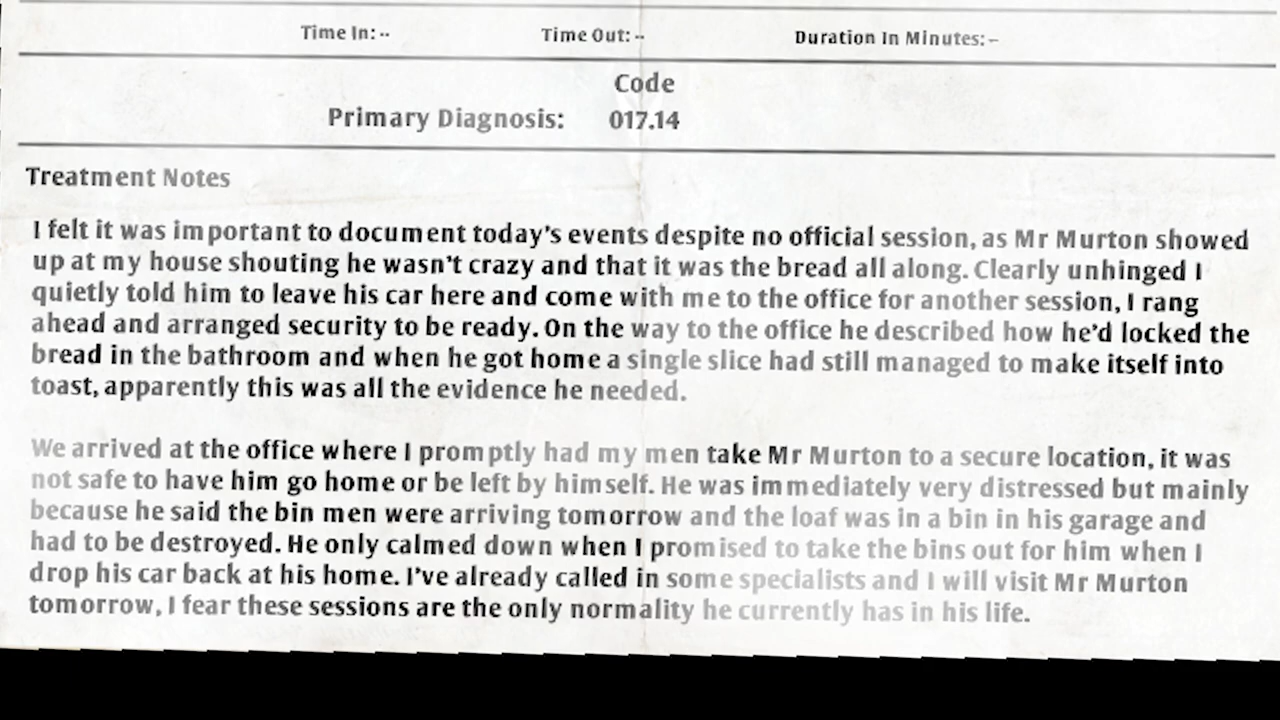 Time In: -- Time Out: -- Duration In Minutes: --
Code
Primary Diagnosis: 017.14
Treatment Notes
I felt it was important to document today's events despite no official session, as Mr Murton showed
up at my house shouting he wasn't crazy and that it was the bread all along. Clearly unhinged I
quietly told him to leave his car here and come with me to the office for another session, I rang
ahead and arranged security to be ready. On the way to the office he described how he'd locked the
bread in the bathroom and when he got home a single slice had still managed to make itself into
toast, apparently this was all the evidence he needed.
We arrived at the office where I promptly had my men take Mr Murton to a secure location, it was
not safe to have him go home or be left by himself. He was immediately very distressed but mainly
because he said the bin men were arriving tomorrow and the loaf was in a bin in his garage and
had to be destroyed. He only calmed down when I promised to take the bins out for him when I
drop his car back at his home. I've already called in some specialists and I will visit Mr Murton
tomorrow, I fear these sessions are the only normality he currently has in his life.